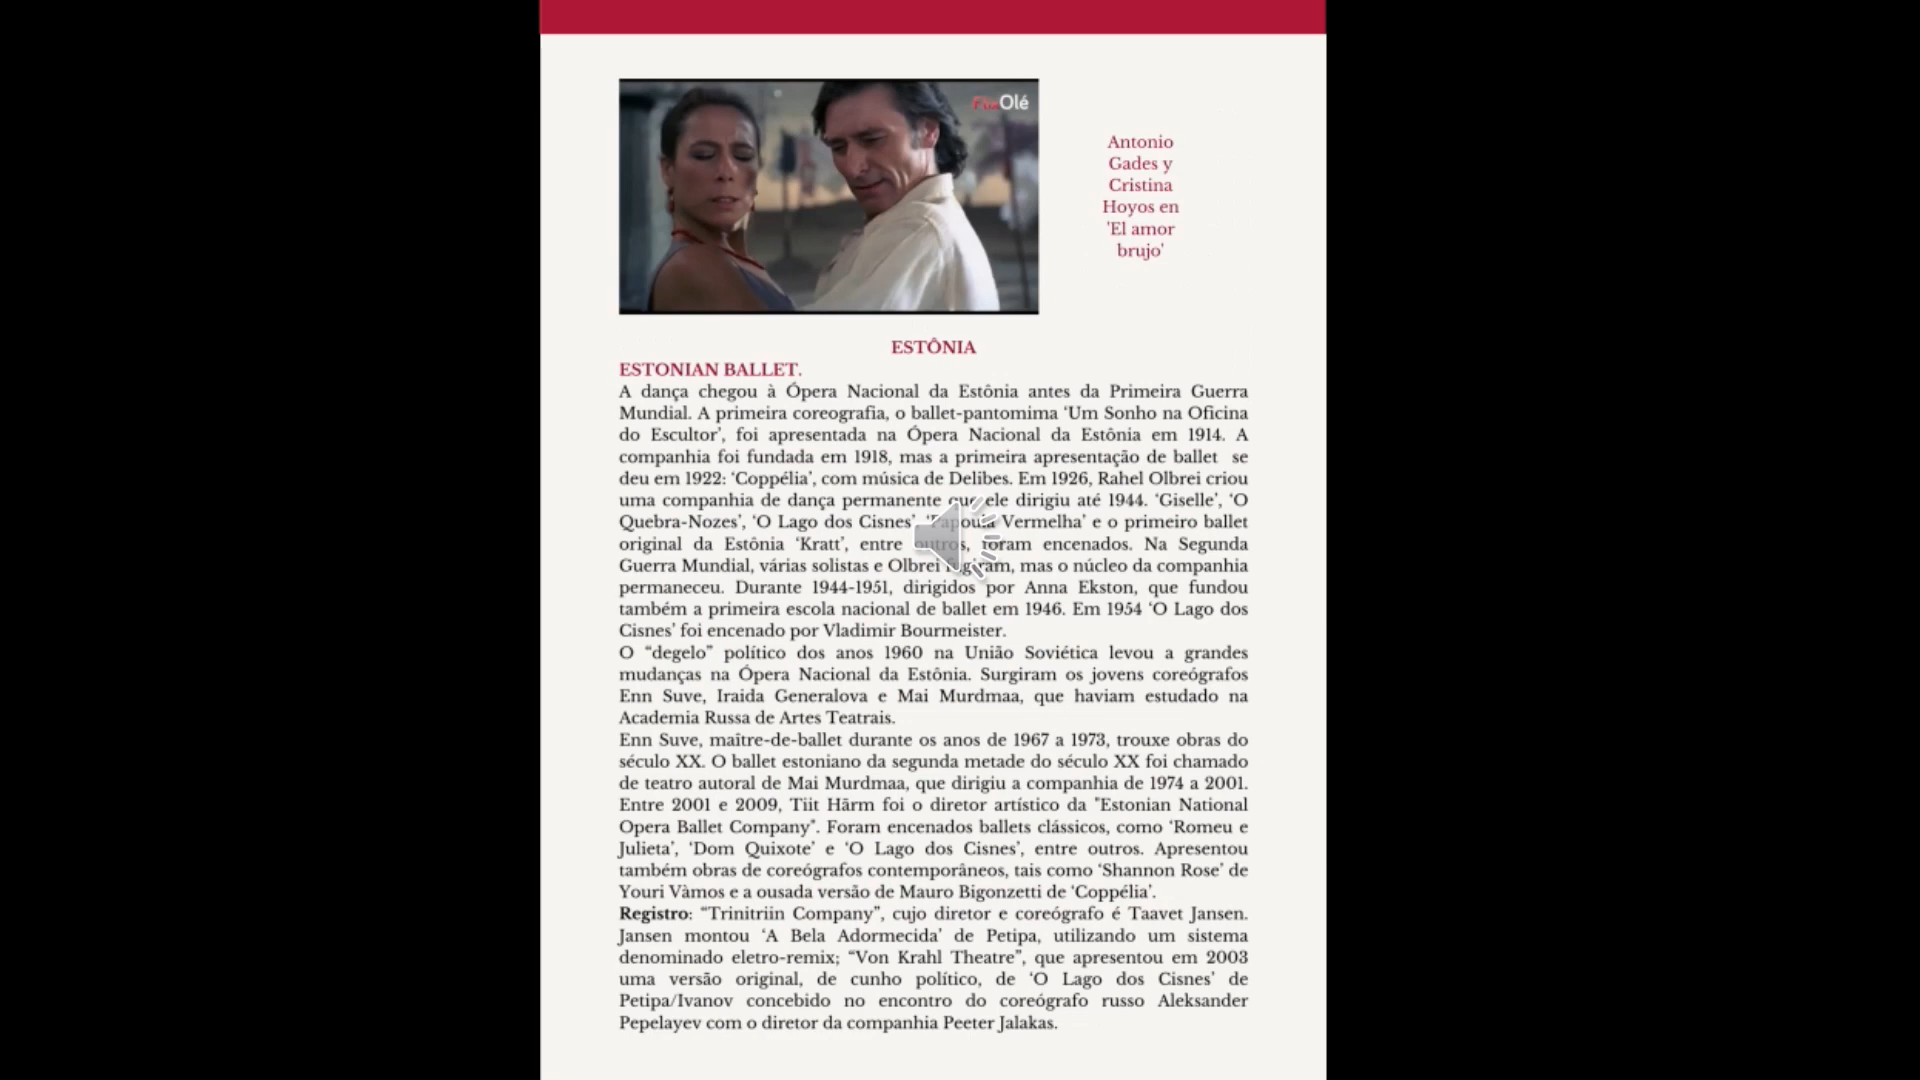 Olé
Antonio
Gades y
Cristina
Hoyos en
'El amor
brujo'
ESTÔNIA
ESTONIAN BALLET.
A dança chegou à Ópera Nacional da Estônia antes da Primeira Guerra
Mundial. A primeira coreografia, o ballet-pantomima ‘Um Sonho na Oficina
do Escultor’, foi apresentada na Ópera Nacional da Estônia em 1914. A
companhia foi fundada em 1918, mas a primeira apresentação de ballet se
deu em 1922: ‘Coppélia’, com música de Delibes. Em 1926, Rahel Olbrei criou
uma companhia de dança permanente que ele dirigiu até 1944. ‘Giselle’, ‘O
Quebra-Nozes’, ‘O Lago dos Cisnes’, ‘Papoula Vermelha’ e o primeiro ballet
original da Estônia ‘Kratt’, entre outros, foram encenados. Na Segunda
Guerra Mundial, várias solistas e Olbrei fugiram, mas o núcleo da companhia
permaneceu. Durante 1944-1951, dirigidos por Anna Ekston, que fundou
também a primeira escola nacional de ballet em 1946. Em 1954 ‘O Lago dos
Cisnes’ foi encenado por Vladimir Bourmeister.
O “degelo” político dos anos 1960 na União Soviética levou a grandes
mudanças na Ópera Nacional da Estônia. Surgiram os jovens coreógrafos
Enn Suve, Iraida Generalova e Mai Murdmaa, que haviam estudado na
Academia Russa de Artes Teatrais.
Enn Suve, maître-de-ballet durante os anos de 1967 a 1973, trouxe obras do
século XX. O ballet estoniano da segunda metade do século XX foi chamado
de teatro autoral de Mai Murdmaa, que dirigiu a companhia de 1974 a 2001.
Entre 2001 e 2009, Tiit Härm foi o diretor artístico da "Estonian National
Opera Ballet Company". Foram encenados ballets clássicos, como ‘Romeu e
Julieta’, ‘Dom Quixote’ e ‘O Lago dos Cisnes’, entre outros. Apresentou
também obras de coreógrafos contemporâneos, tais como ‘Shannon Rose’ de
Youri Vàmos e a ousada versão de Mauro Bigonzetti de ‘Coppélia’.
Registro: “Trinitriin Company”, cujo diretor e coreógrafo é Taavet Jansen.
Jansen montou ‘A Bela Adormecida’ de Petipa, utilizando um sistema
denominado eletro-remix; “Von Krahl Theatre”, que apresentou em 2003
uma versão original, de cunho político, de ‘O Lago dos Cisnes’ de
Petipa/Ivanov concebido no encontro do coreógrafo russo Aleksander
Pepelayev com o diretor da companhia Peeter Jalakas.